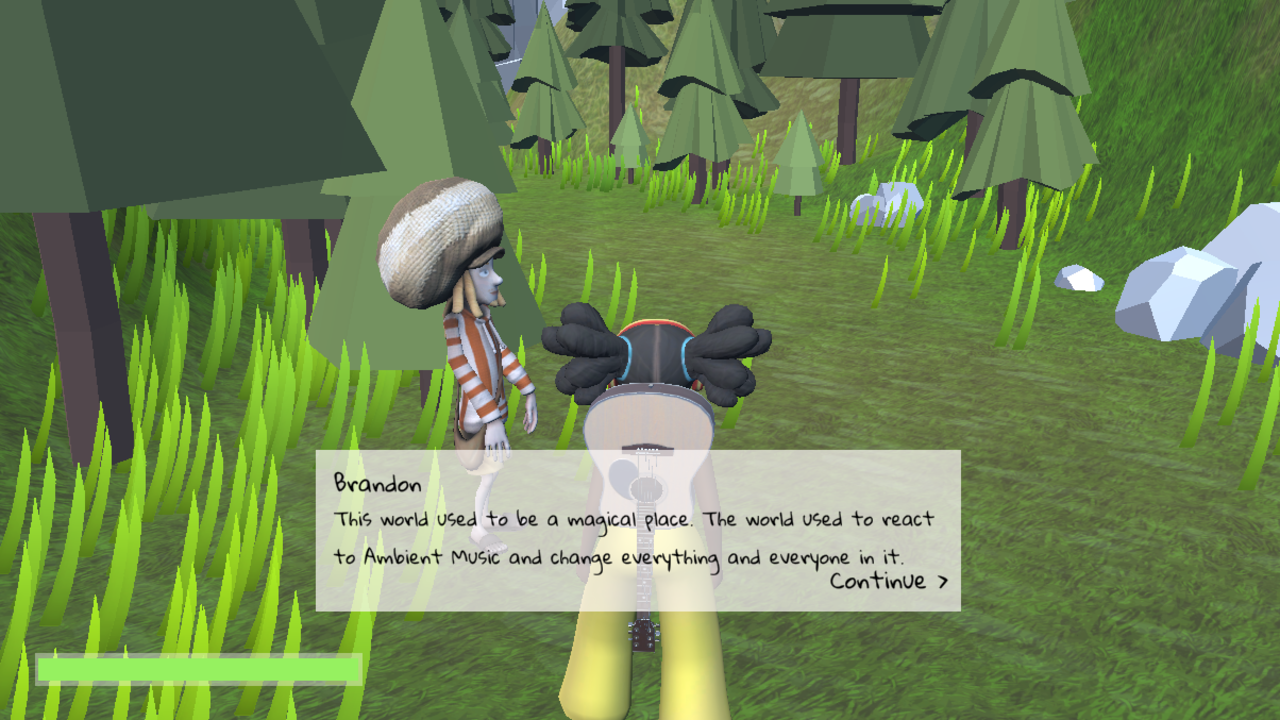 Brandon
This world used to be a magical place. The world used to react
to Ambient Music and change everything and everyone in it.
Continue >